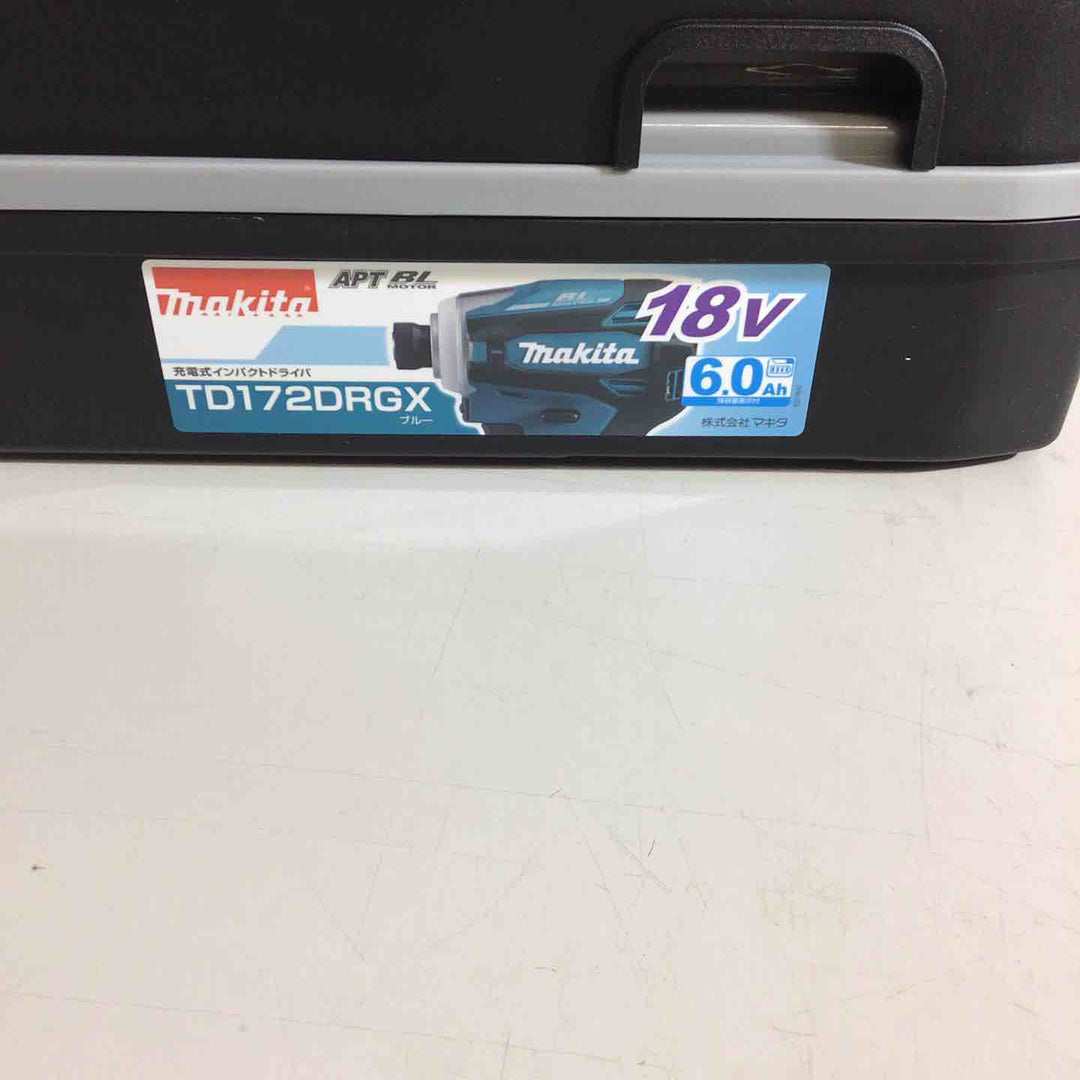 makita
APT BL
MOTOR
BL
makita
18V
6.0Ah
充電式インパクトドライバ
TD172DRGX
ブルー
株式会社マキタ